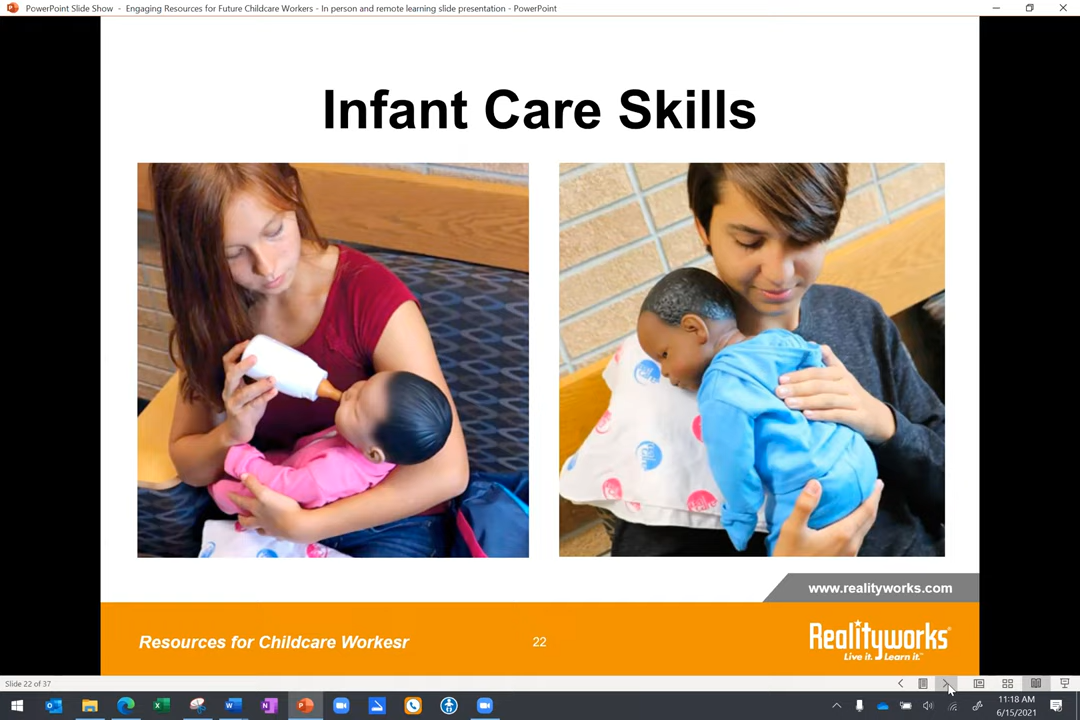 PowerPoint Slide Show - Engaging Resources for Future Childcare Workers - In person and remote learning slide presentation - PowerPoint
Infant Care Skills
www.realityworks.com
Resources for Childcare Workesr
22
Realityworks®
Live it. Learn it.™
Slide 22 of 37
11:18 AM
6/15/2021